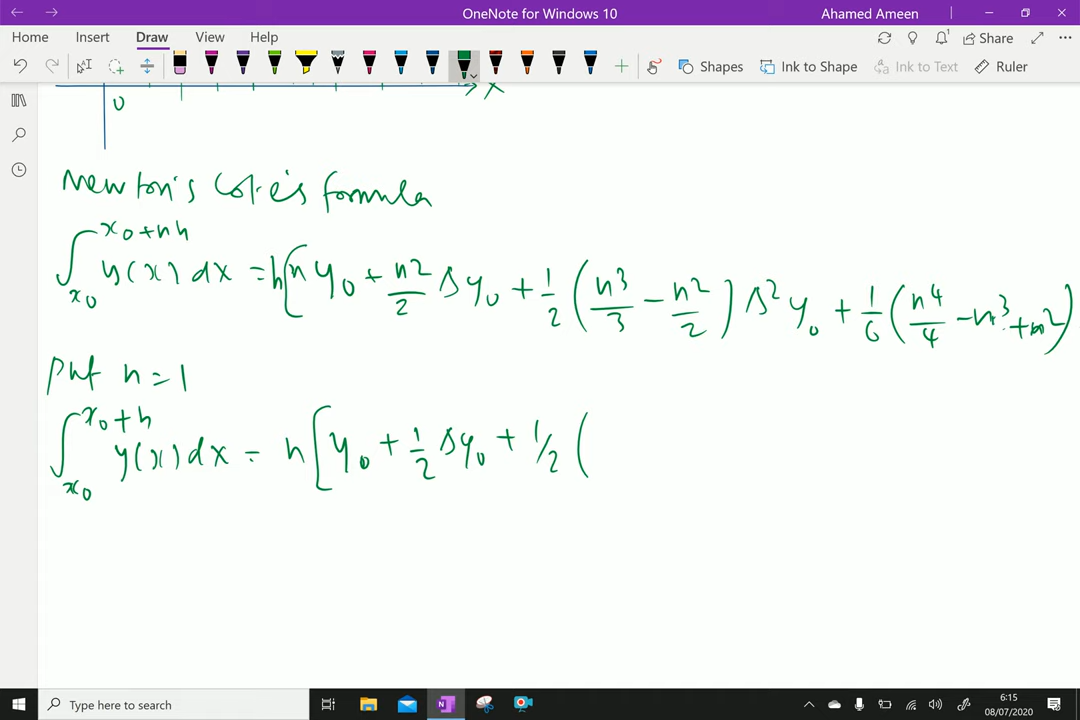 OneNote for Windows 10
Ahamed Ameen
Home Insert Draw View Help
Share
Shapes Ink to Shape Ink to Text Ruler
0 X
Newton's Cote's formula
∫_{x₀}^{x₀+nh} y(x) dx = h[n y₀ + n²/2 Δy₀ + 1/2 (n³/3 − n²/2) Δ² y₀ + 1/6 (n⁴/4 − n³ + n²)
put n = 1
∫_{x₀}^{x₀+h} y(x) dx = h [y₀ + 1/2 Δy₀ + 1/2 (
Type here to search
6:15
08/07/2020